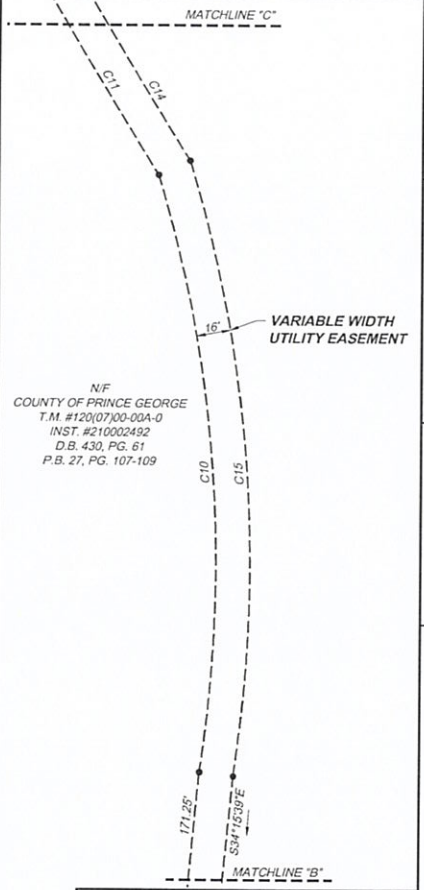 MATCHLINE "C"
C11
C14
16'
VARIABLE WIDTH
UTILITY EASEMENT
N/F
COUNTY OF PRINCE GEORGE
T.M. #120(07)00-00A-0
INST. #210002492
D.B. 430, PG. 61
P.B. 27, PG. 107-109
C10
C15
171.25'
S34°15'39"E
MATCHLINE "B"